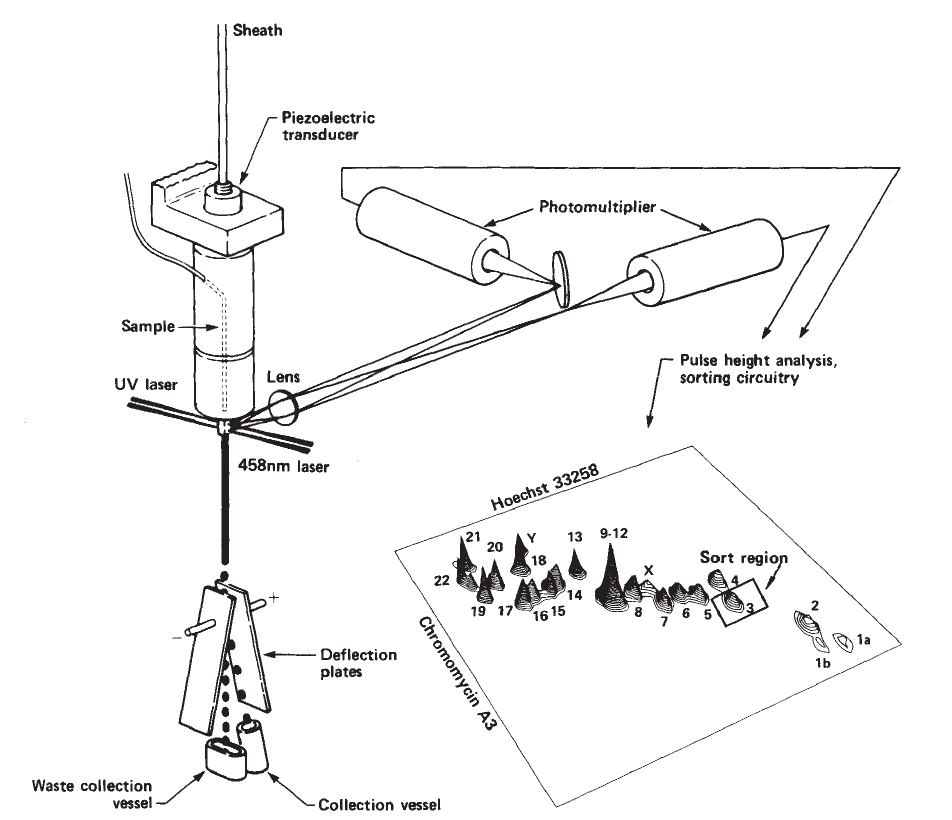 Sheath
Piezoelectric
transducer
Photomultiplier
Sample
Pulse height analysis,
sorting circuitry
Lens
UV laser
458nm laser
Hoechst 33258
21
20
Y
18
13
9-12
X
Sort region
22
19
17
16
15
14
8
7
6
5
4
3
2
1a
1b
Chromomycin A3
+
−
Deflection
plates
Waste collection
vessel
Collection vessel